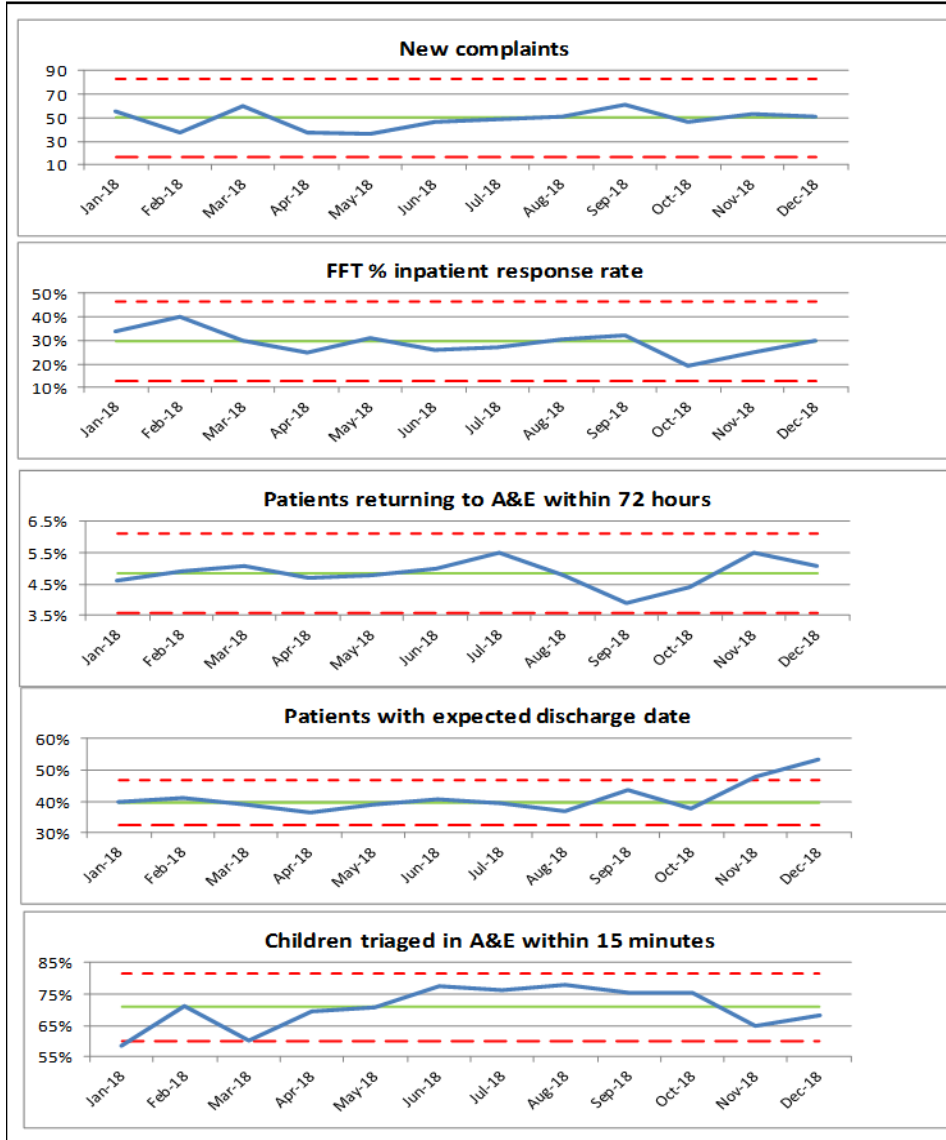 New complaints
90
70
50
30
10
Jan-18 Feb-18 Mar-18 Apr-18 May-18 Jun-18 Jul-18 Aug-18 Sep-18 Oct-18 Nov-18 Dec-18
FFT % inpatient response rate
50%
40%
30%
20%
10%
Jan-18 Feb-18 Mar-18 Apr-18 May-18 Jun-18 Jul-18 Aug-18 Sep-18 Oct-18 Nov-18 Dec-18
Patients returning to A&E within 72 hours
6.5%
5.5%
4.5%
3.5%
Jan-18 Feb-18 Mar-18 Apr-18 May-18 Jun-18 Jul-18 Aug-18 Sep-18 Oct-18 Nov-18 Dec-18
Patients with expected discharge date
60%
50%
40%
30%
Jan-18 Feb-18 Mar-18 Apr-18 May-18 Jun-18 Jul-18 Aug-18 Sep-18 Oct-18 Nov-18 Dec-18
Children triaged in A&E within 15 minutes
85%
75%
65%
55%
Jan-18 Feb-18 Mar-18 Apr-18 May-18 Jun-18 Jul-18 Aug-18 Sep-18 Oct-18 Nov-18 Dec-18